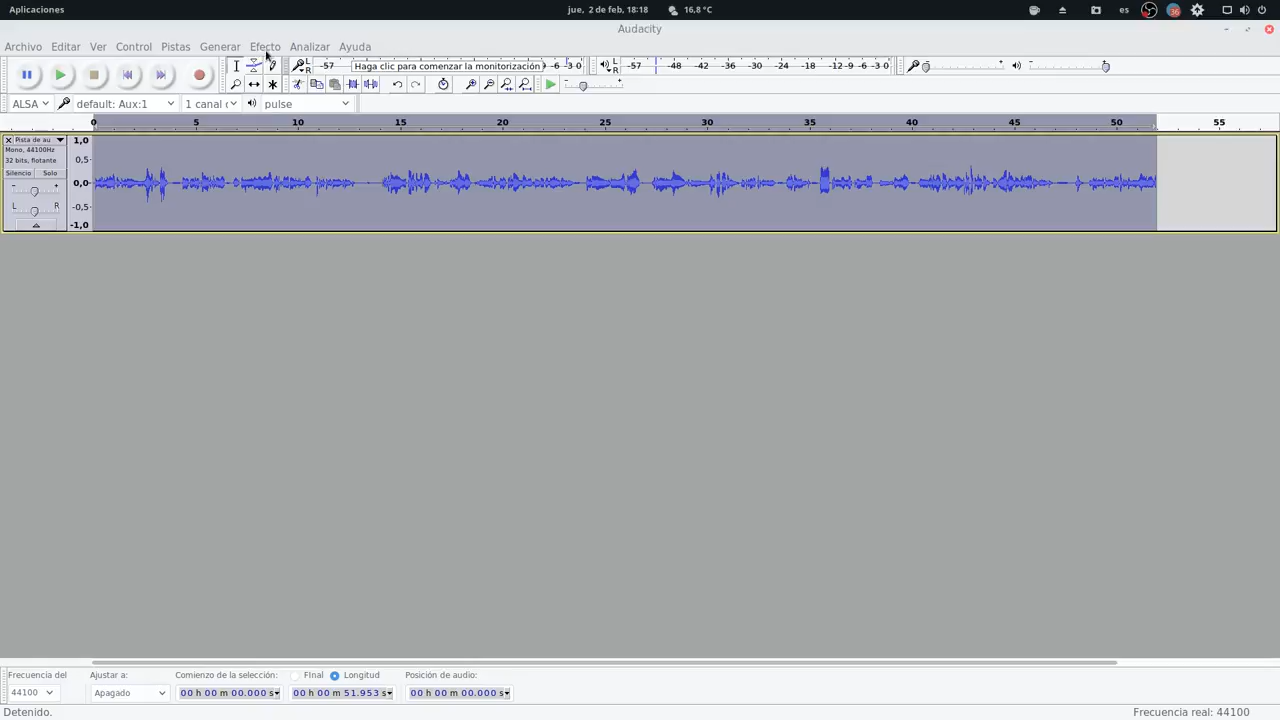 Aplicaciones
jue, 2 de feb, 18:18
16,8 °C
es
36
Audacity
Archivo Editar Ver Control Pistas Generar Efecto Analizar Ayuda
L
R
-57
Haga clic para comenzar la monitorización
-6 -3 0
L
R
-57 -48 -42 -36 -30 -24 -18 -12 -9 -6 -3 0
- +
- +
- +
ALSA
default: Aux:1
1 canal
pulse
0 5 10 15 20 25 30 35 40 45 50 55
Pista de au
Mono, 44100Hz
32 bits, flotante
Silencio Solo
- +
L R
1,0
0,5-
0,0-
-0,5-
-1,0
Frecuencia del
44100
Ajustar a:
Apagado
Comienzo de la selección:
FInal
Longitud
Posición de audio:
00 h 00 m 00.000 s
00 h 00 m 51.953 s
00 h 00 m 00.000 s
Detenido.
Frecuencia real: 44100